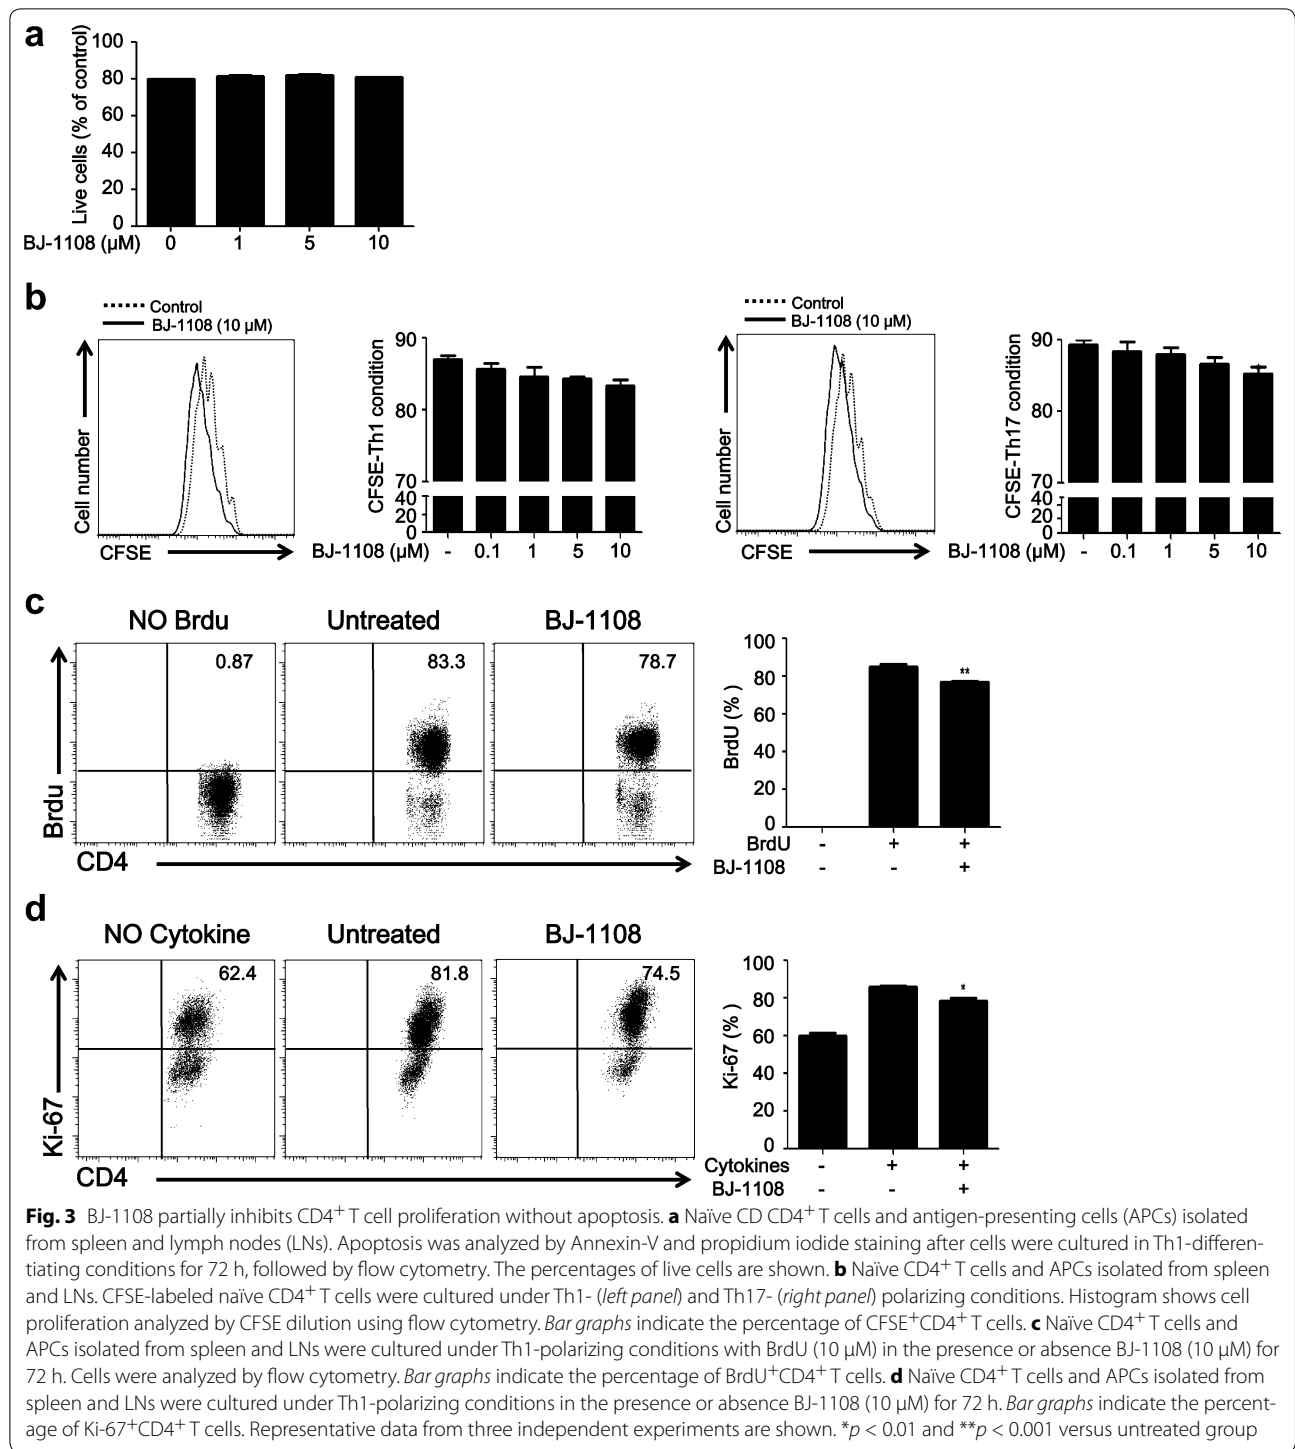 a
Live cells (% of control)
100
80
60
40
20
0
BJ-1108 (μM) 0 1 5 10
b
Control
BJ-1108 (10 μM)
Cell number
CFSE
CFSE-Th1 condition
90
80
70
40
20
0
BJ-1108 (μM) - 0.1 1 5 10
Control
BJ-1108 (10 μM)
Cell number
CFSE
CFSE-Th17 condition
90
80
70
40
20
0
BJ-1108 (μM) - 0.1 1 5 10
c
NO Brdu Untreated BJ-1108
0.87 83.3 78.7
Brdu
CD4
BrdU (% )
100
80
60
40
20
0
**
BrdU - + +
BJ-1108 - - +
d
NO Cytokine Untreated BJ-1108
62.4 81.8 74.5
Ki-67
CD4
Ki-67 (% )
100
80
60
40
20
0
*
Cytokines - + +
BJ-1108 - - +
Fig. 3 BJ-1108 partially inhibits CD4+ T cell proliferation without apoptosis. a Naïve CD CD4+ T cells and antigen-presenting cells (APCs) isolated
from spleen and lymph nodes (LNs). Apoptosis was analyzed by Annexin-V and propidium iodide staining after cells were cultured in Th1-differen-
tiating conditions for 72 h, followed by flow cytometry. The percentages of live cells are shown. b Naïve CD4+ T cells and APCs isolated from spleen
and LNs. CFSE-labeled naïve CD4+ T cells were cultured under Th1- (left panel) and Th17- (right panel) polarizing conditions. Histogram shows cell
proliferation analyzed by CFSE dilution using flow cytometry. Bar graphs indicate the percentage of CFSE+CD4+ T cells. c Naïve CD4+ T cells and
APCs isolated from spleen and LNs were cultured under Th1-polarizing conditions with BrdU (10 μM) in the presence or absence BJ-1108 (10 μM) for
72 h. Cells were analyzed by flow cytometry. Bar graphs indicate the percentage of BrdU+CD4+ T cells. d Naïve CD4+ T cells and APCs isolated from
spleen and LNs were cultured under Th1-polarizing conditions in the presence or absence BJ-1108 (10 μM) for 72 h. Bar graphs indicate the percent-
age of Ki-67+CD4+ T cells. Representative data from three independent experiments are shown. *p < 0.01 and **p < 0.001 versus untreated group